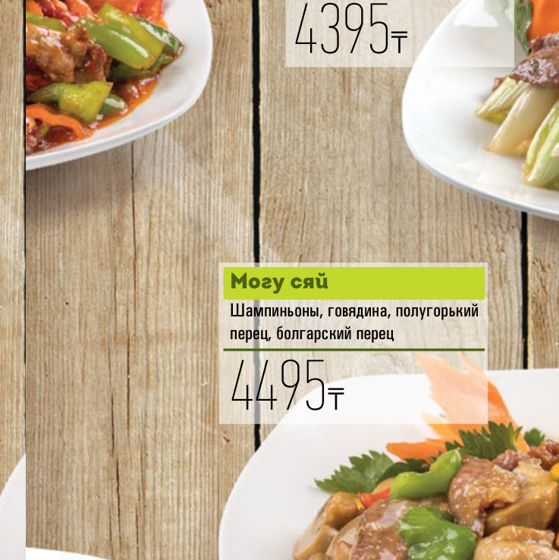 4395₸
Могу сяй
Шампиньоны, говядина, полугорький
перец, болгарский перец
4495₸